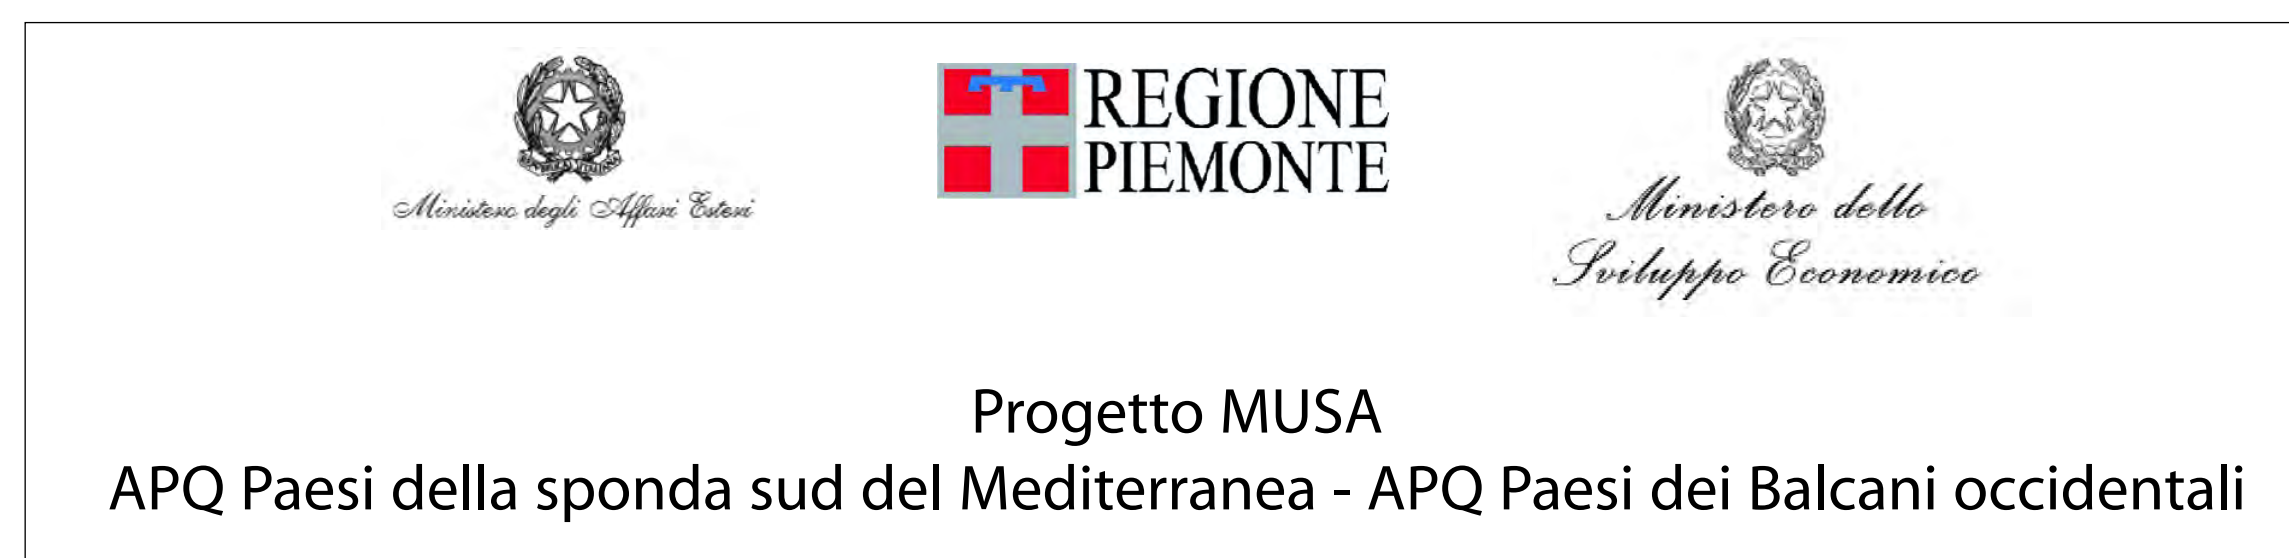 Ministero degli Affari Esteri
REGIONE
PIEMONTE
Ministero dello
Sviluppo Economico
Progetto MUSA
APQ Paesi della sponda sud del Mediterranea - APQ Paesi dei Balcani occidentali